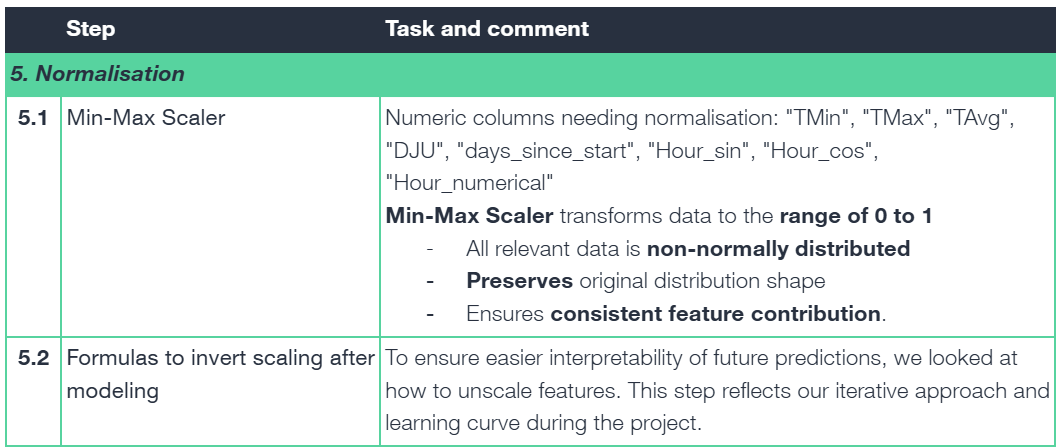 Step Task and comment
5. Normalisation
5.1 Min-Max Scaler Numeric columns needing normalisation: "TMin", "TMax", "TAvg",
"DJU", "days_since_start", "Hour_sin", "Hour_cos",
"Hour_numerical"
Min-Max Scaler transforms data to the range of 0 to 1
- All relevant data is non-normally distributed
- Preserves original distribution shape
- Ensures consistent feature contribution.
5.2 Formulas to invert scaling after
modeling
To ensure easier interpretability of future predictions, we looked at
how to unscale features. This step reflects our iterative approach and
learning curve during the project.